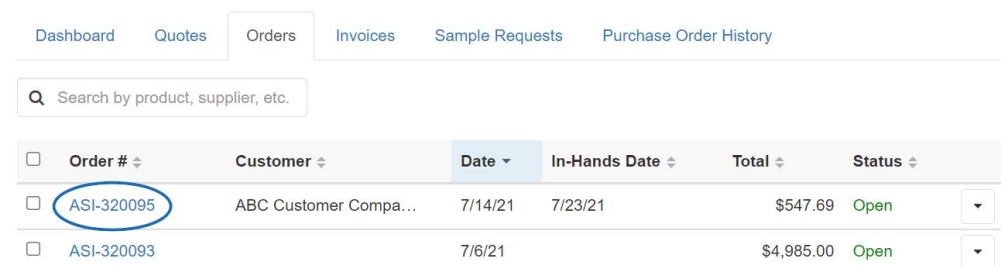 Dashboard Quotes Orders Invoices Sample Requests Purchase Order History
Search by product, supplier, etc.
Order # Customer Date In-Hands Date Total Status
ASI-320095 ABC Customer Compa... 7/14/21 7/23/21 $547.69 Open
ASI-320093 7/6/21 $4,985.00 Open